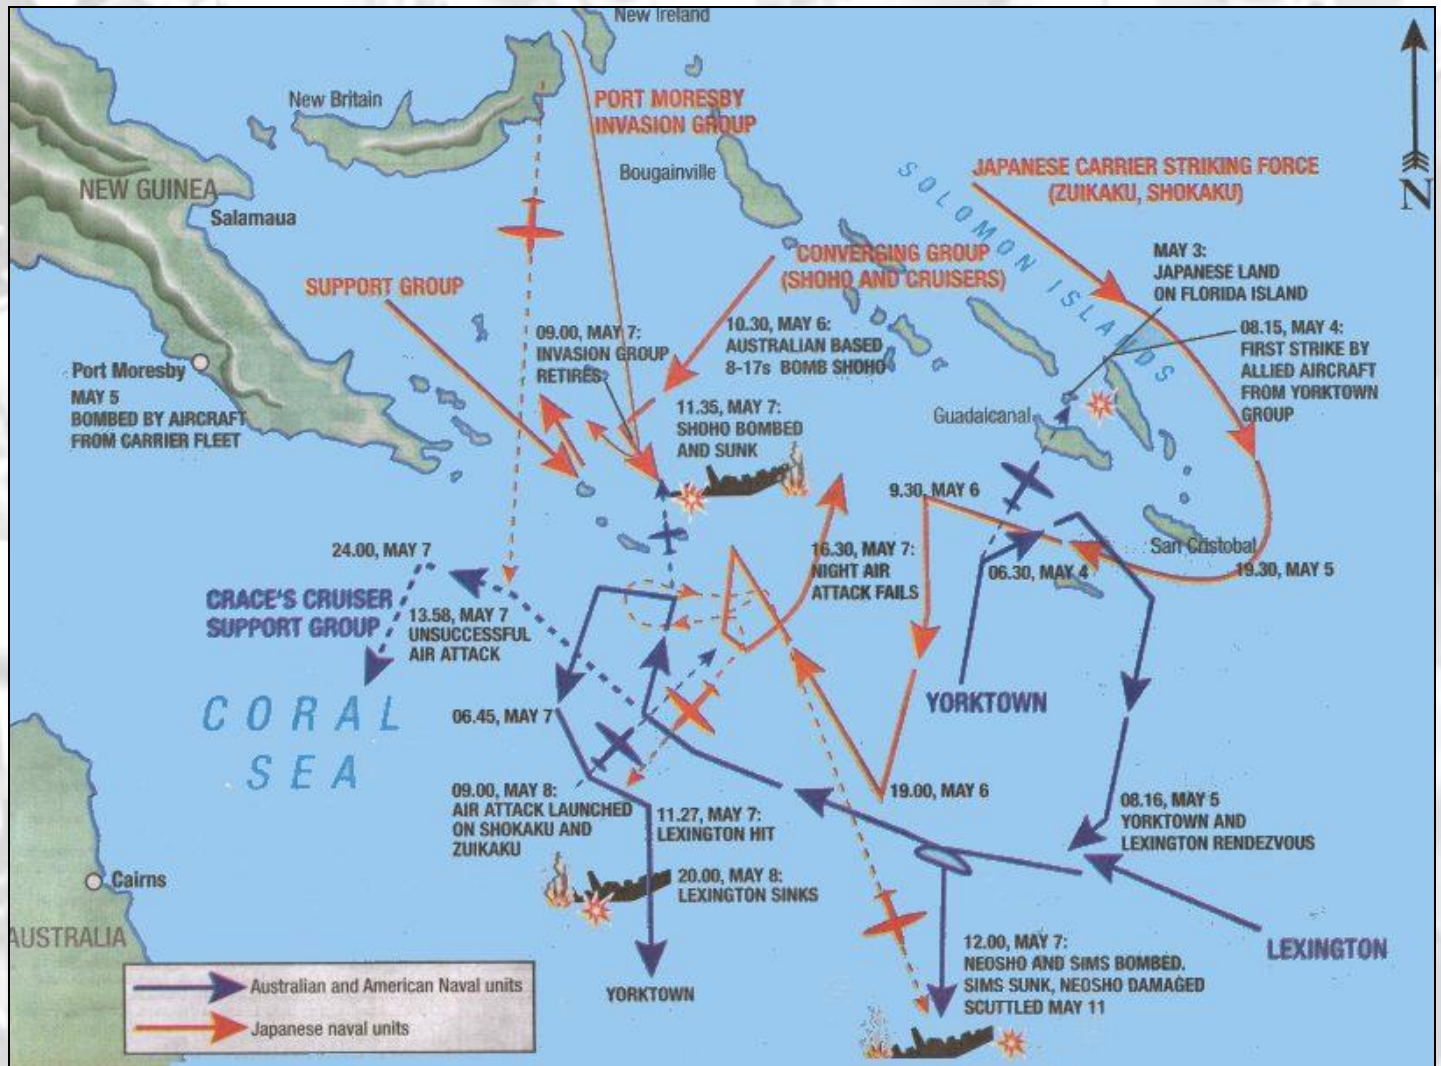 New Ireland
New Britain
PORT MORESBY
INVASION GROUP
Bougainville
SOLOMON ISLANDS
JAPANESE CARRIER STRIKING FORCE
(ZUIKAKU, SHOKAKU)
N
NEW GUINEA
Salamaua
SUPPORT GROUP
CONVERGING GROUP
(SHOHO AND CRUISERS)
MAY 3:
JAPANESE LAND
ON FLORIDA ISLAND
09.00, MAY 7:
INVASION GROUP
RETIRES
10.30, MAY 6:
AUSTRALIAN BASED
8-17s BOMB SHOHO
08.15, MAY 4:
FIRST STRIKE BY
ALLIED AIRCRAFT
FROM YORKTOWN
GROUP
Port Moresby
MAY 5
BOMBED BY AIRCRAFT
FROM CARRIER FLEET
11.35, MAY 7:
SHOHO BOMBED
AND SUNK
Guadalcanal
9.30, MAY 6
San Cristobal
19.30, MAY 5
24.00, MAY 7
16.30, MAY 7:
NIGHT AIR
ATTACK FAILS
06.30, MAY 4
CRACE'S CRUISER
SUPPORT GROUP
13.58, MAY 7
UNSUCCESSFUL
AIR ATTACK
YORKTOWN
CORAL
SEA
06.45, MAY 7
09.00, MAY 8:
AIR ATTACK LAUNCHED
ON SHOKAKU AND
ZUIKAKU
11.27, MAY 7:
LEXINGTON HIT
19.00, MAY 6
08.16, MAY 5
YORKTOWN AND
LEXINGTON RENDEZVOUS
20.00, MAY 8:
LEXINGTON SINKS
Cairns
AUSTRALIA
LEXINGTON
12.00, MAY 7:
NEOSHO AND SIMS BOMBED.
SIMS SUNK, NEOSHO DAMAGED
SCUTTLED MAY 11
YORKTOWN
Australian and American Naval units
Japanese naval units